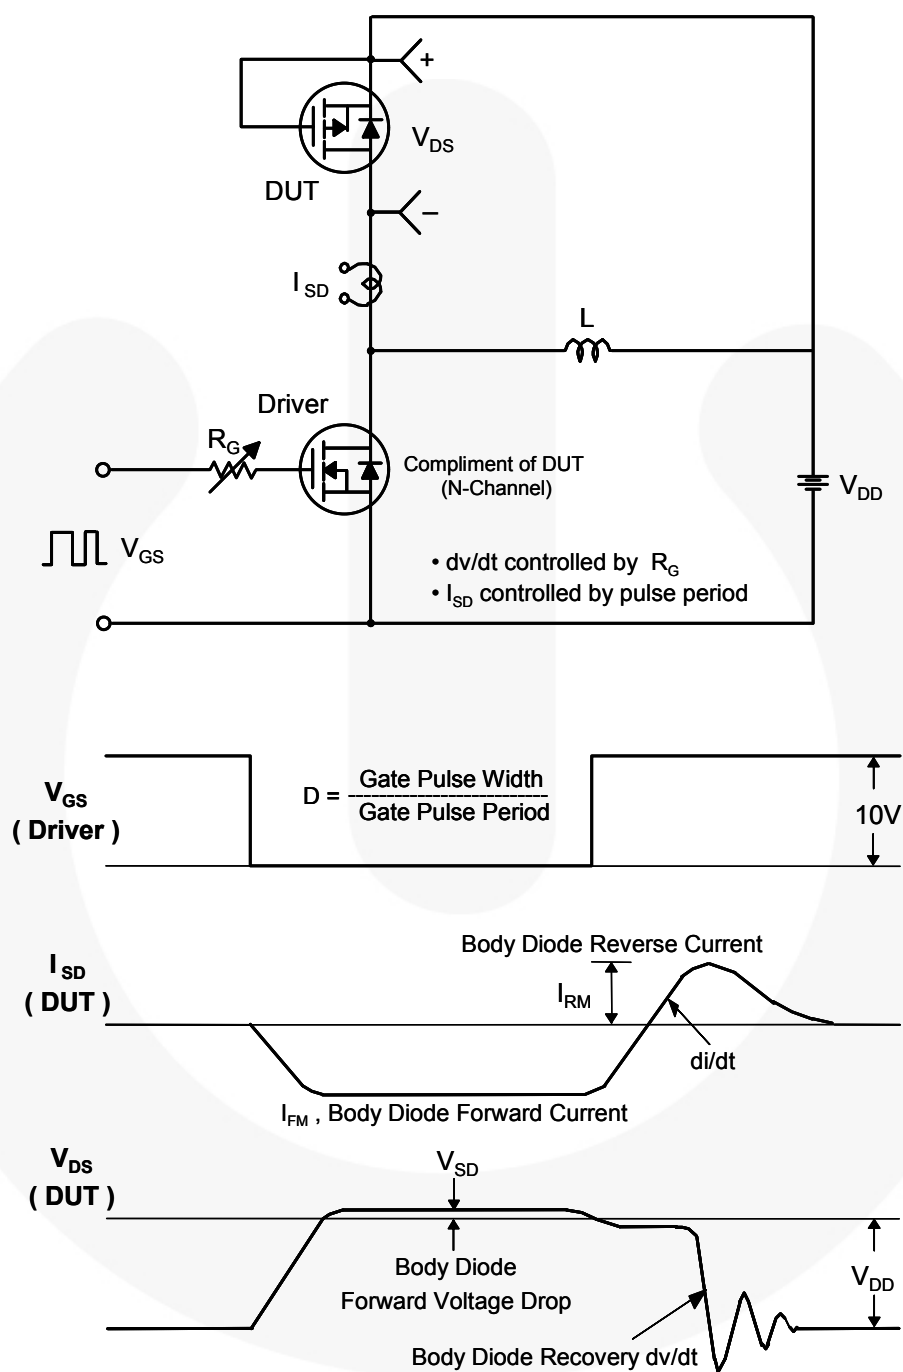 +
V_DS
DUT
−
I_SD
L
Driver
R_G
Compliment of DUT
(N-Channel)
V_DD
V_GS
• dv/dt controlled by R_G
• I_SD controlled by pulse period
V_GS
( Driver )
D = Gate Pulse Width
Gate Pulse Period
10V
Body Diode Reverse Current
I_SD
( DUT )
I_RM
di/dt
I_FM , Body Diode Forward Current
V_DS
( DUT )
V_SD
Body Diode
Forward Voltage Drop
V_DD
Body Diode Recovery dv/dt